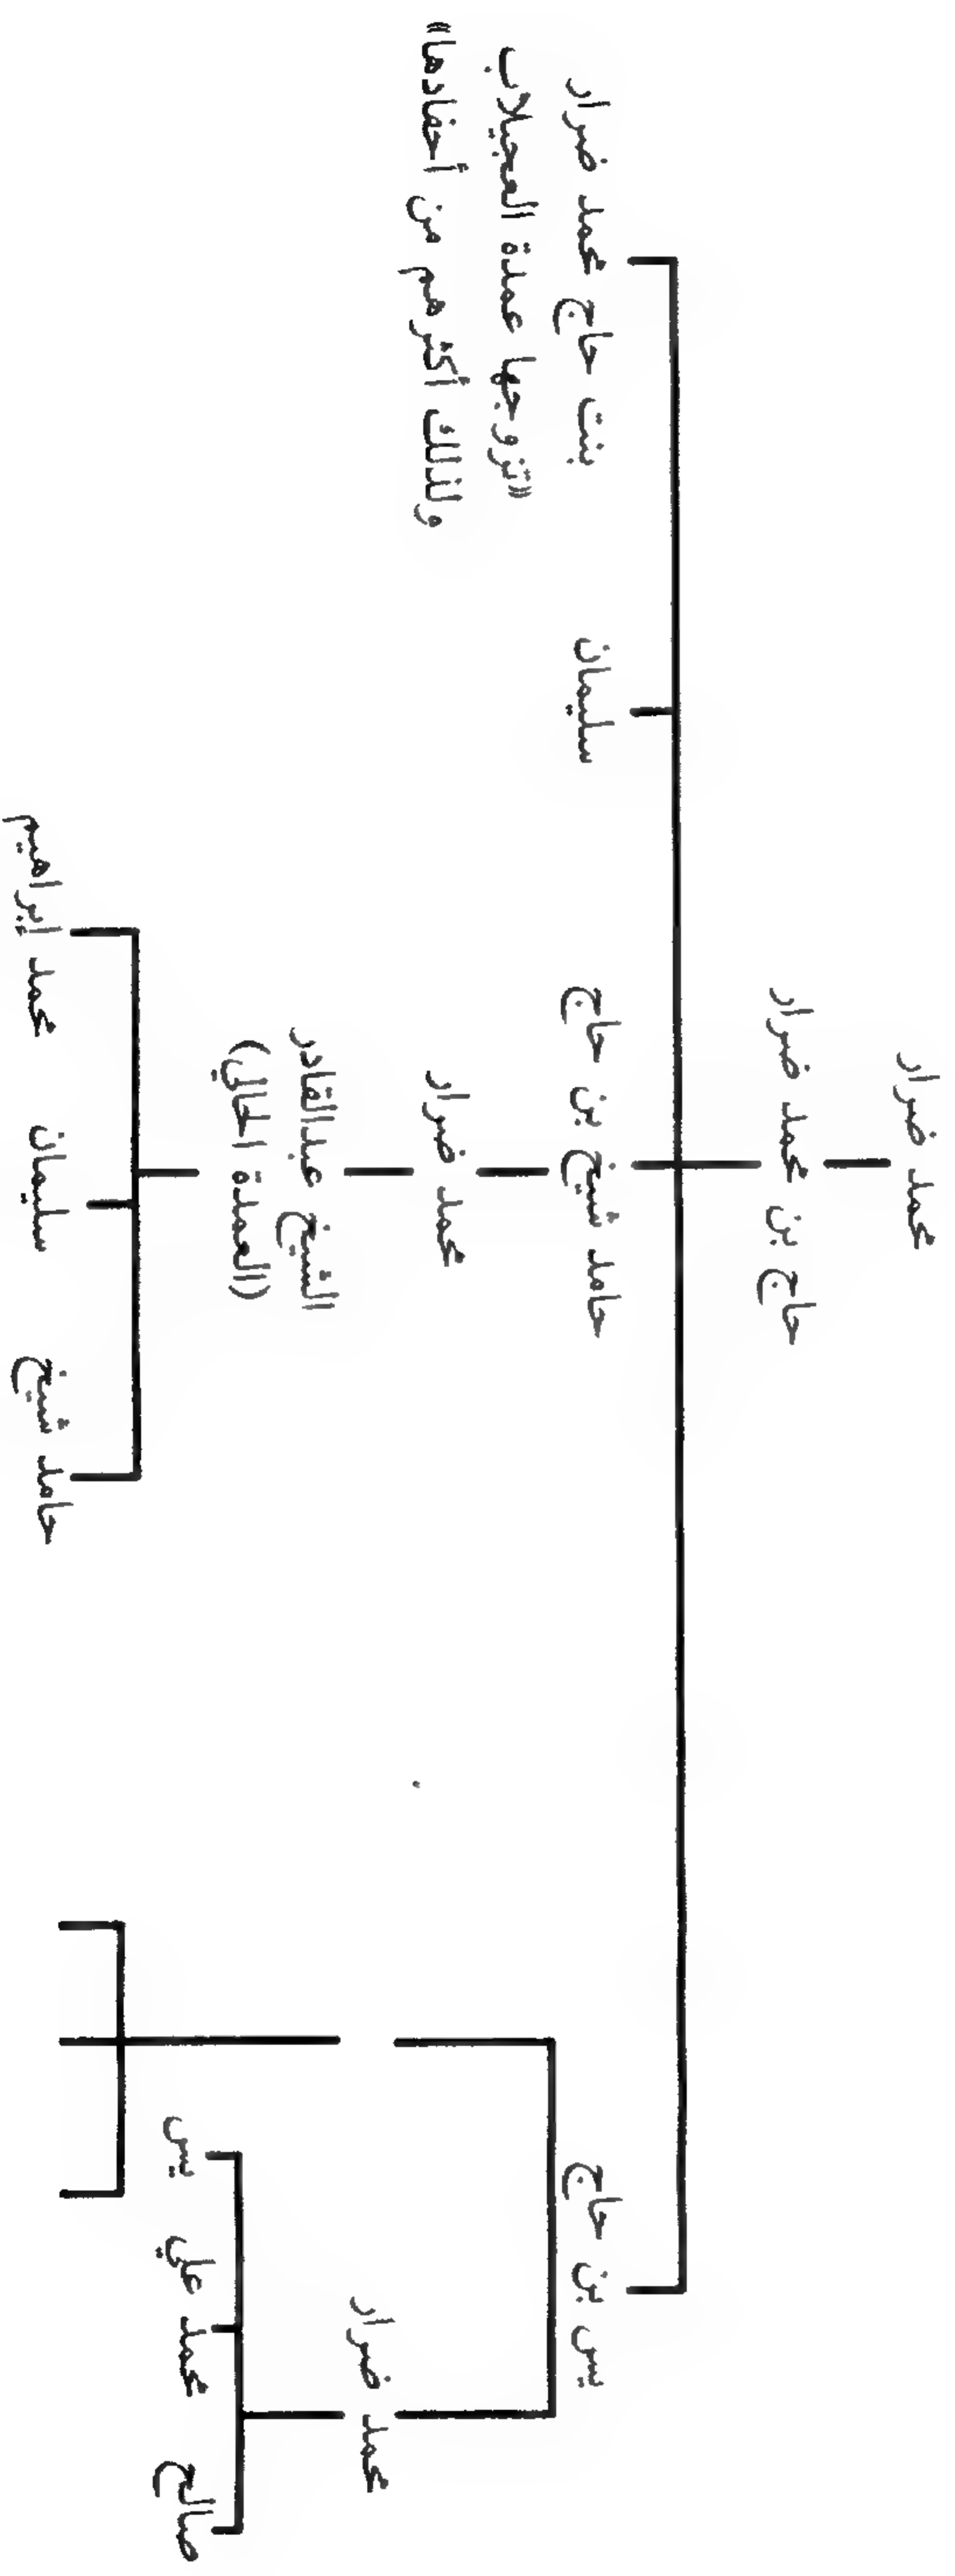 محمد ضرار
حاج بن محمد ضرار
يس بن حاج
حامد شيخ بن حاج
سليمان
بنت حاج محمد ضرار
«تزوجها عمدة العجيلاب
ولذلك أكثرهم من أحفادها»
محمد ضرار
محمد ضرار
الشيخ عبدالقادر
(العمدة الحالي)
صالح
محمد علي
يس
حامد شيخ
سليمان
محمد إبراهيم